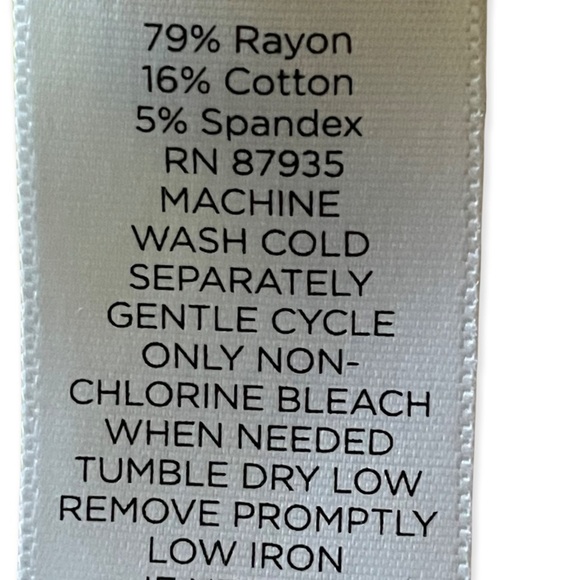 79% Rayon
16% Cotton
5% Spandex
RN 87935
MACHINE
WASH COLD
SEPARATELY
GENTLE CYCLE
ONLY NON-
CHLORINE BLEACH
WHEN NEEDED
TUMBLE DRY LOW
REMOVE PROMPTLY
LOW IRON